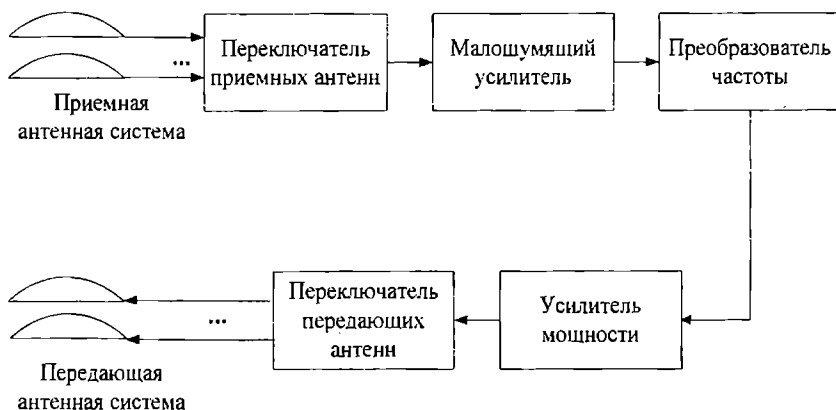 Переключатель
приемных антенн
Малошумящий
усилитель
Преобразователь
частоты
...
Приемная
антенная система
Переключатель
передающих
антенн
Усилитель
мощности
...
Передающая
антенная система